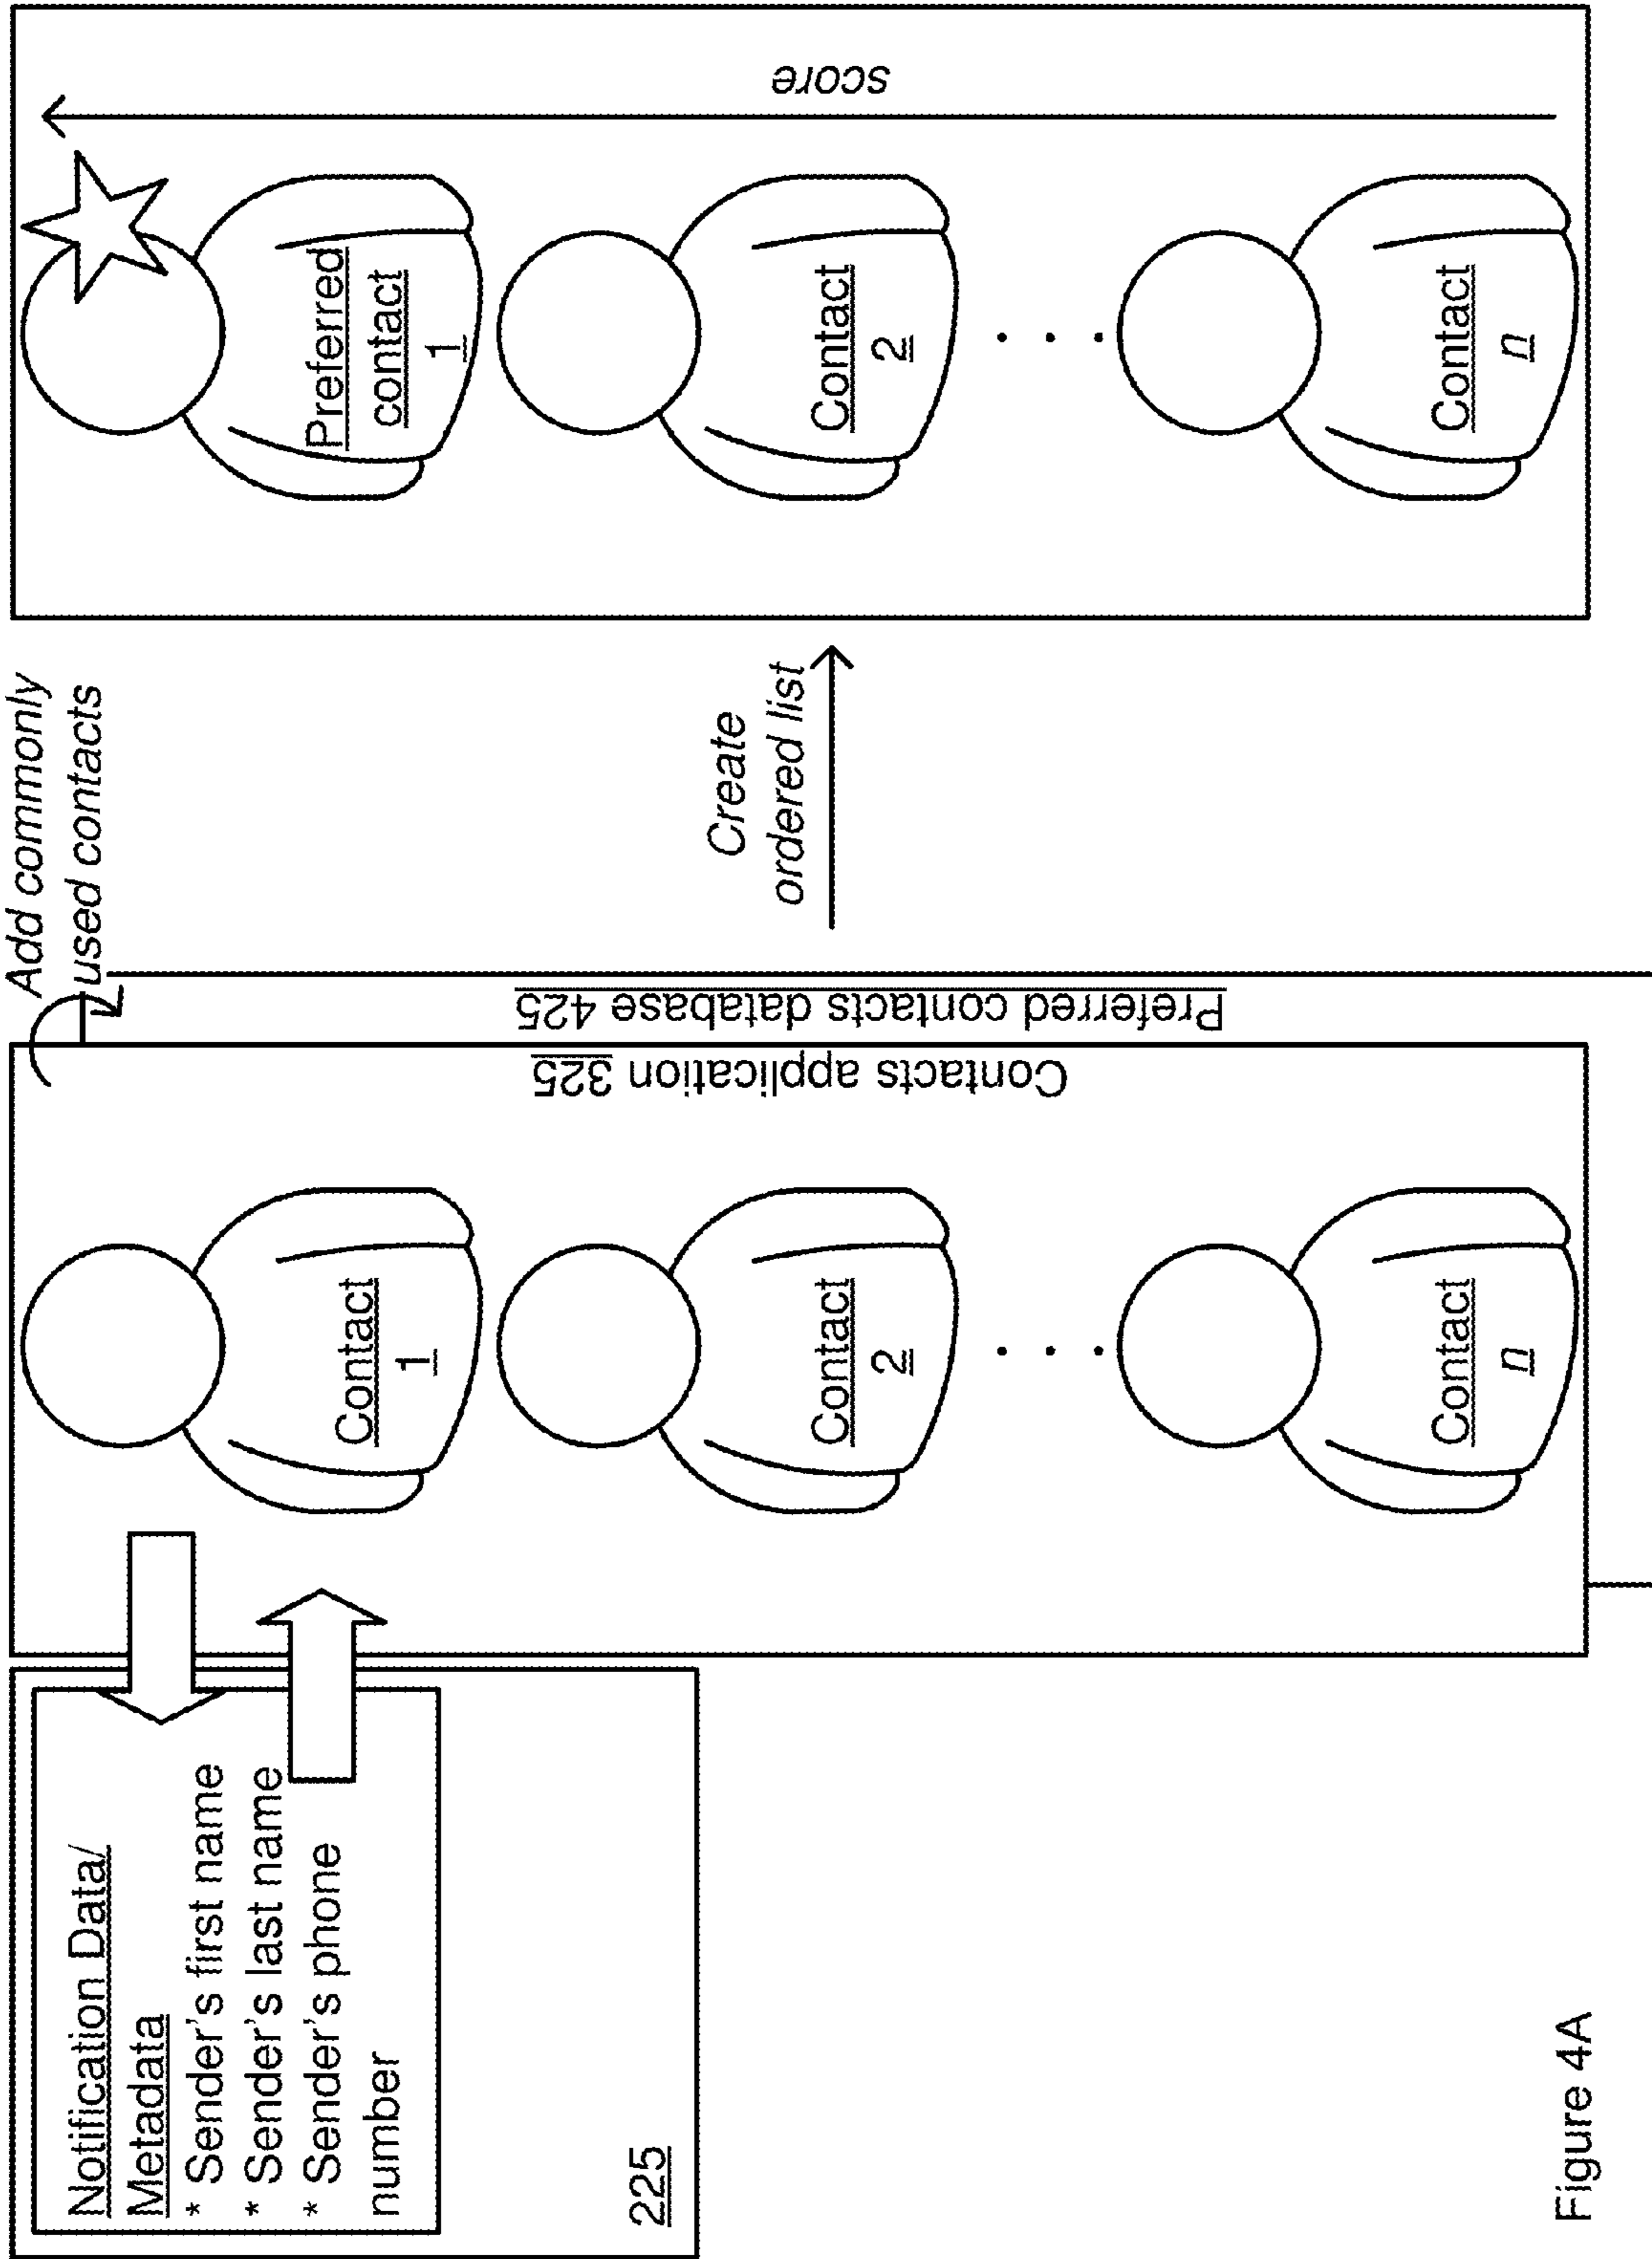 Notification Data/
Metadata
* Sender's first name
* Sender's last name
* Sender's phone
number
225
Contact
1
Contact
2
. . .
Contact
n
Contacts application 325
Preferred contacts database 425
Add commonly
used contacts
Create
ordered list
Preferred
contact
1
Contact
2
. . .
Contact
n
score
Figure 4A